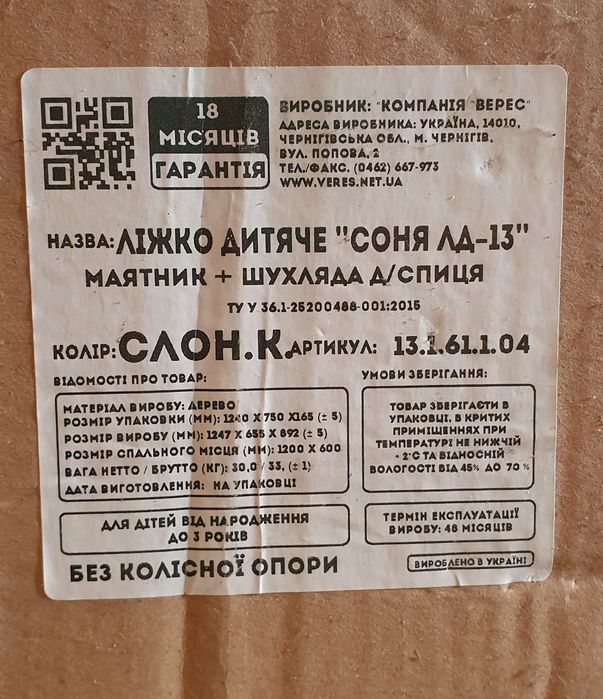 18
МІСЯЦІВ
ГАРАНТІЯ
ВИРОБНИК: "КОМПАНІЯ "ВЕРЕС"
АДРЕСА ВИРОБНИКА: УКРАЇНА, 14010,
ЧЕРНІГІВСЬКА ОБЛ., М. ЧЕРНІГІВ,
ВУЛ. ПОПОВА, 2
ТЕЛ./ФАКС. (0462) 667-973
WWW.VERES.NET.UA
НАЗВА: ЛІЖКО ДИТЯЧЕ "СОНЯ ЛД-13"
МАЯТНИК + ШУХЛЯДА Д/СПИЦЯ
ТУ У 36.1-25200488-001:2015
КОЛІР: СЛОН.К. АРТИКУЛ: 13.1.61.1.04
ВІДОМОСТІ ПРО ТОВАР:
МАТЕРІАЛ ВИРОБУ: ДЕРЕВО
РОЗМІР УПАКОВКИ (ММ): 1240 Х 750 Х165 (± 5)
РОЗМІР ВИРОБУ (ММ): 1247 Х 655 Х 892 (± 5)
РОЗМІР СПАЛЬНОГО МІСЦЯ (ММ): 1200 Х 600
ВАГА НЕТТО / БРУТТО (КГ): 30,0 / 33, (± 1)
ДАТА ВИГОТОВЛЕННЯ: НА УПАКОВЦІ
УМОВИ ЗБЕРІГАННЯ:
ТОВАР ЗБЕРІГАЄТИ В
УПАКОВЦІ, В КРИТИХ
ПРИМІЩЕННЯХ ПРИ
ТЕМПЕРАТУРІ НЕ НИЖЧІЙ
+ 2°С ТА ВІДНОСНІЙ
ВОЛОГОСТІ ВІД 45% ДО 70 %
ДЛЯ ДІТЕЙ ВІД НАРОДЖЕННЯ
ДО 3 РОКІВ
ТЕРМІН ЕКСПЛУАТАЦІЇ
ВИРОБУ: 48 МІСЯЦІВ
БЕЗ КОЛІСНОЇ ОПОРИ
ВИРОБЛЕНО В УКРАЇНІ